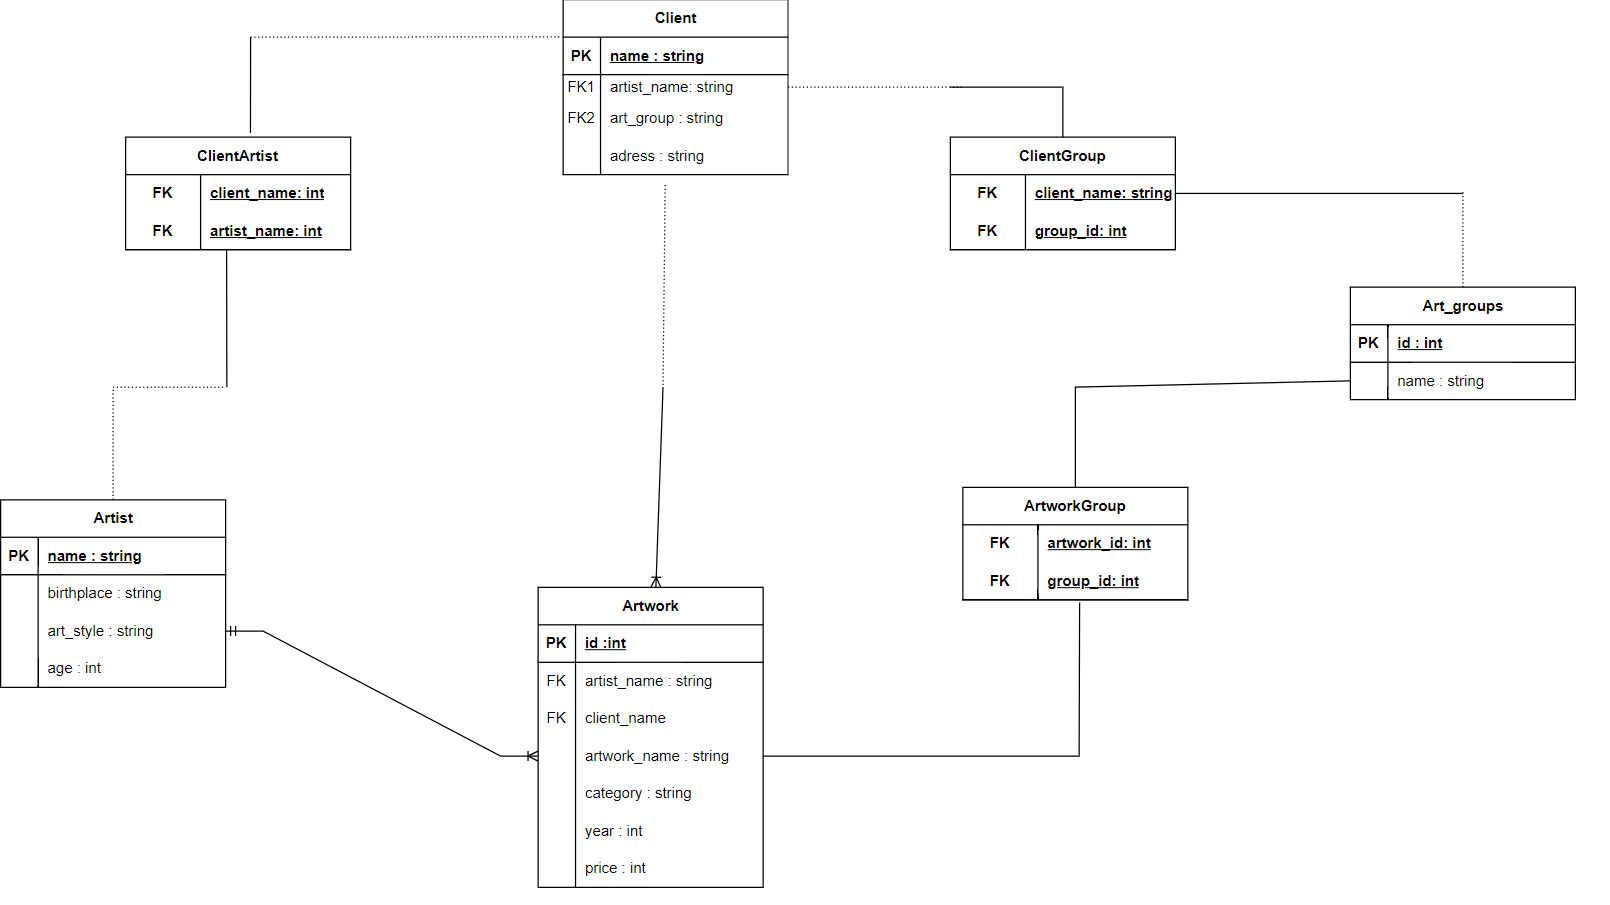 Client
PK name : string
FK1 artist_name: string
FK2 art_group : string
adress : string
ClientArtist
FK client_name: int
FK artist_name: int
ClientGroup
FK client_name: string
FK group_id: int
Art_groups
PK id : int
name : string
ArtworkGroup
FK artwork_id: int
FK group_id: int
Artist
PK name : string
birthplace : string
art_style : string
age : int
Artwork
PK id :int
FK artist_name : string
FK client_name
artwork_name : string
category : string
year : int
price : int